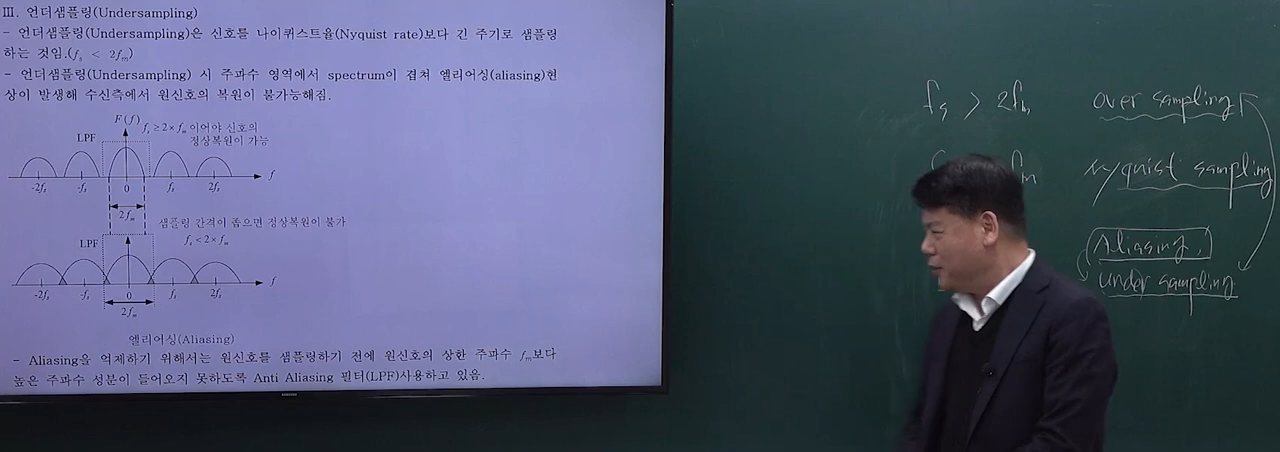 Ⅲ. 언더샘플링(Undersampling)
- 언더샘플링(Undersampling)은 신호를 나이퀴스트율(Nyquist rate)보다 긴 주기로 샘플링
하는 것임.(fs < 2fm)
- 언더샘플링(Undersampling) 시 주파수 영역에서 spectrum이 겹쳐 엘리어싱(aliasing)현
상이 발생해 수신측에서 원신호의 복원이 불가능해짐.
F(f)
fs ≥ 2×fm 이어야 신호의
정상복원이 가능
LPF
f
-2fs -fs 0 fs 2fs
2fm
샘플링 간격이 좁으면 정상복원이 불가
fs < 2×fm
LPF
f
-2fs -fs 0 fs 2fs
2fm
엘리어싱(Aliasing)
- Aliasing을 억제하기 위해서는 원신호를 샘플링하기 전에 원신호의 상한 주파수 fm보다
높은 주파수 성분이 들어오지 못하도록 Anti Aliasing 필터(LPF)사용하고 있음.
SAMSUNG
fs > 2fm over sampling
fm Nyquist sampling
Aliasing,
under sampling